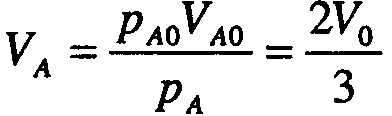 V_A = \frac{p_{A0}V_{A0}}{p_A} = \frac{2V_0}{3}